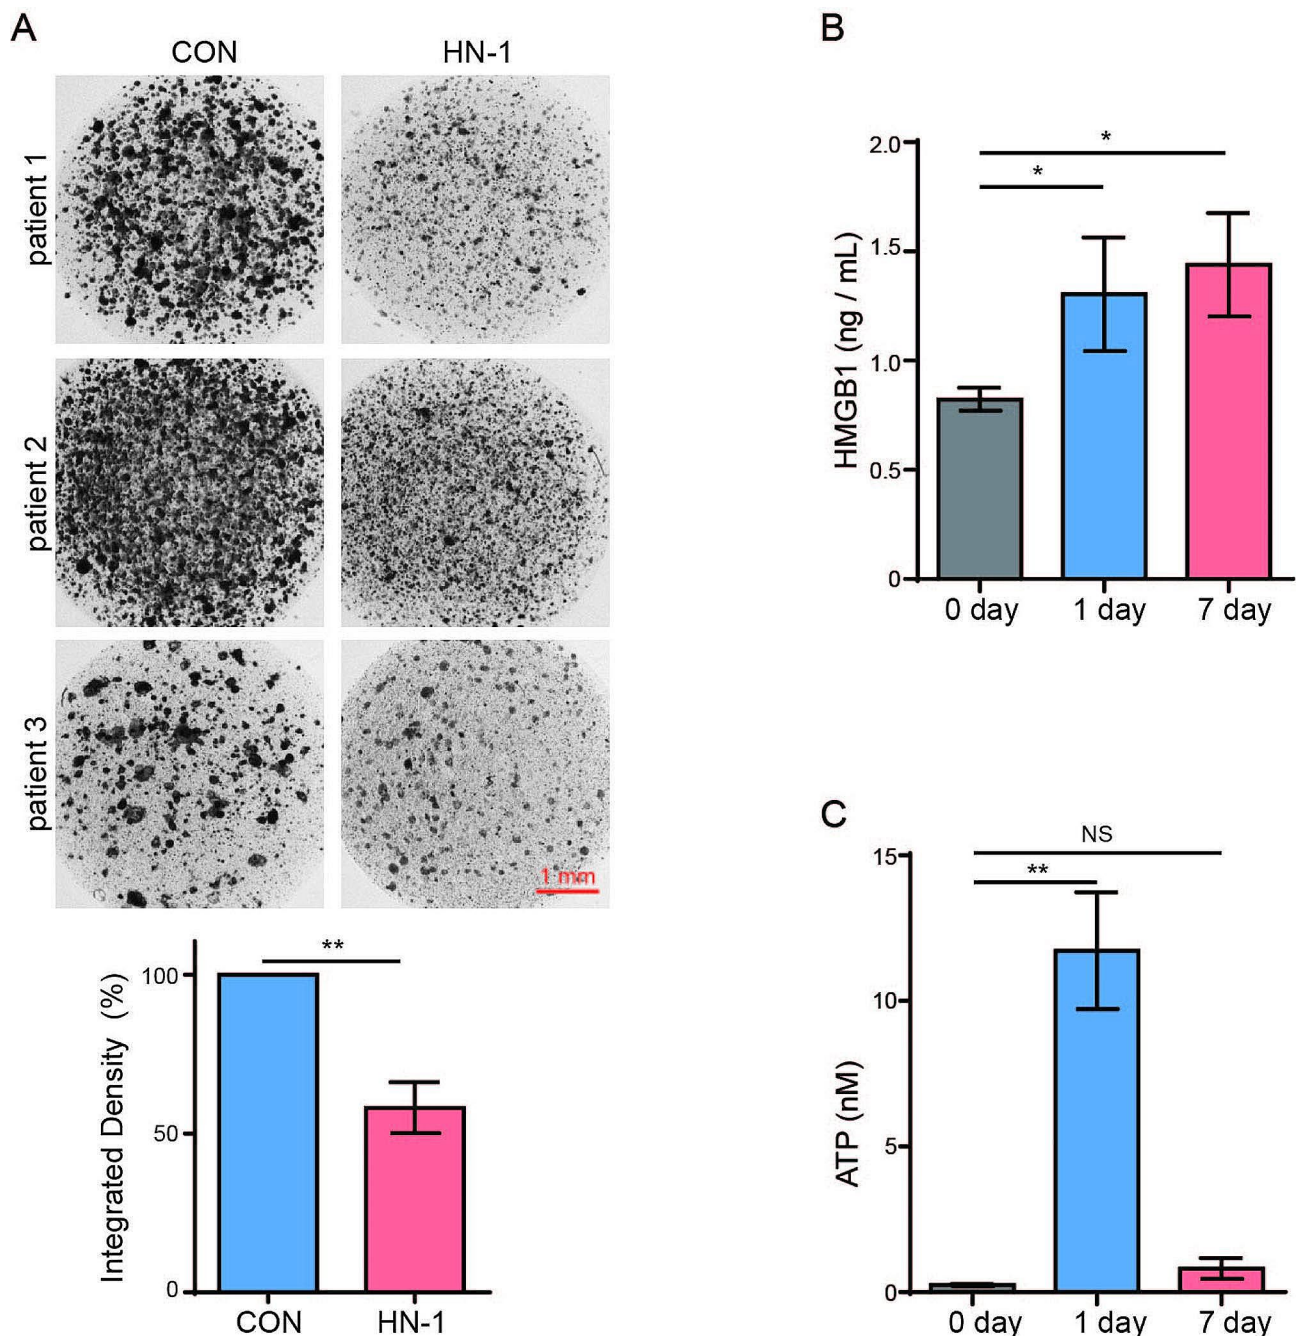 A
CON
HN-1
patient 1
patient 2
patient 3
1 mm
Integrated Density (%)
100
50
0
**
CON
HN-1
B
HMGB1 (ng / mL)
2.0
1.5
1.0
0.5
0
*
*
0 day
1 day
7 day
C
ATP (nM)
15
10
5
0
NS
**
0 day
1 day
7 day